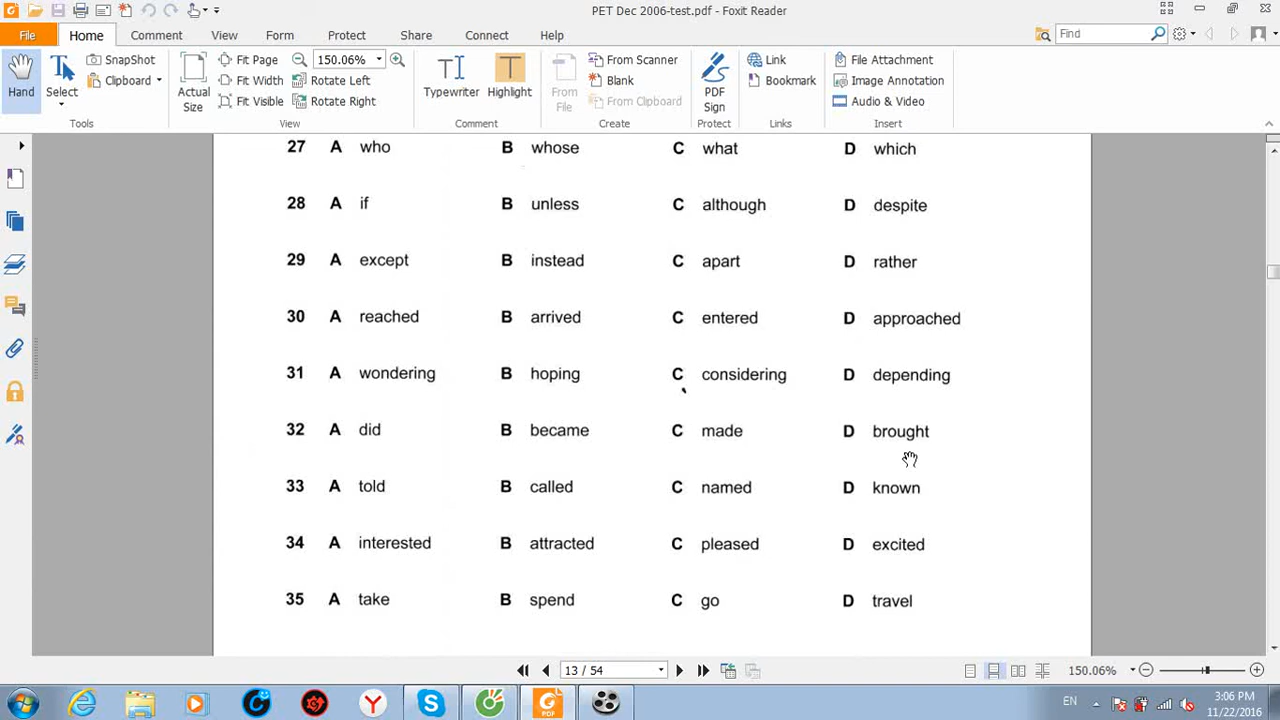 PET Dec 2006-test.pdf - Foxit Reader
File Home Comment View Form Protect Share Connect Help Find
Hand
Select
SnapShot
Clipboard
Tools
Actual Size
Fit Page
Fit Width
Fit Visible
150.06%
Rotate Left
Rotate Right
View
Typewriter
Highlight
Comment
From File
From Scanner
Blank
From Clipboard
Create
PDF Sign
Protect
Link
Bookmark
Links
File Attachment
Image Annotation
Audio & Video
Insert
27 A who B whose C what D which
28 A if B unless C although D despite
29 A except B instead C apart D rather
30 A reached B arrived C entered D approached
31 A wondering B hoping C considering D depending
32 A did B became C made D brought
33 A told B called C named D known
34 A interested B attracted C pleased D excited
35 A take B spend C go D travel
13 / 54 150.06%
EN 3:06 PM
11/22/2016